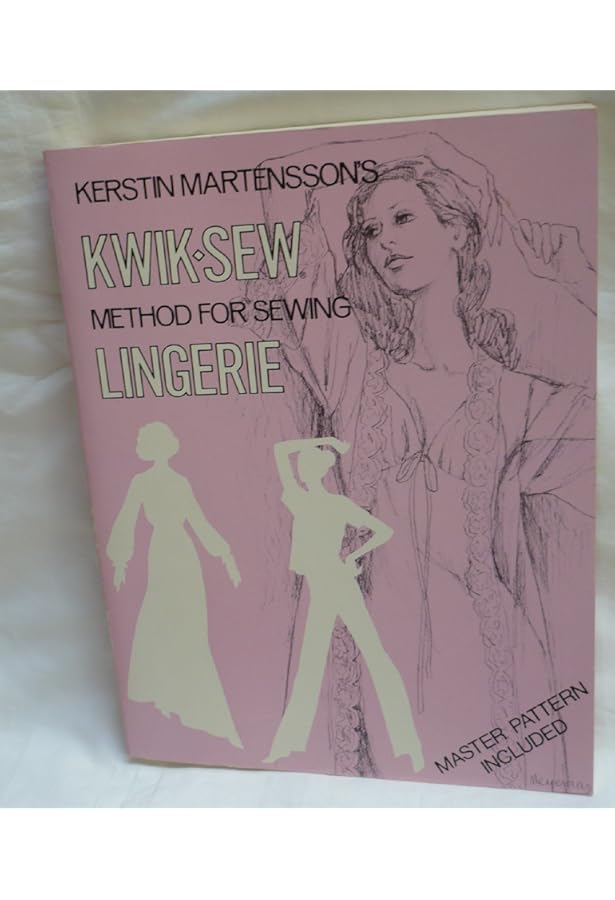 KERSTIN MARTENSSON'S
KWIK•SEW®
METHOD FOR SEWING
LINGERIE
MASTER PATTERN
INCLUDED